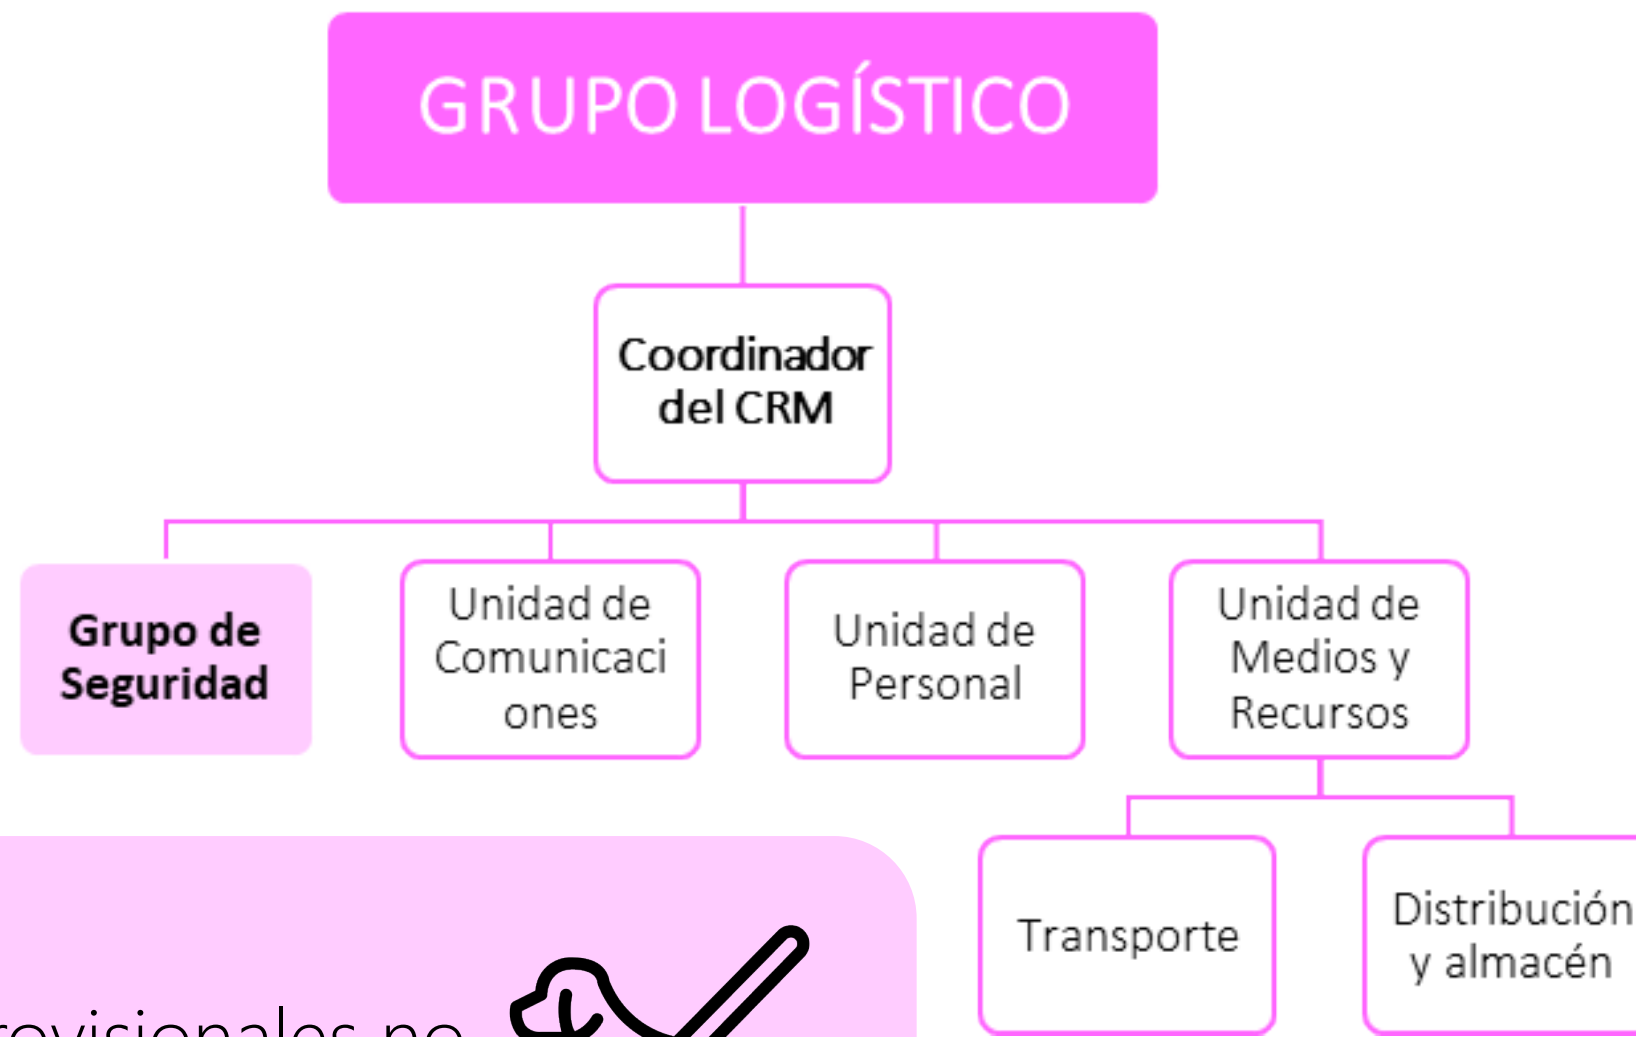 GRUPO LOGÍSTICO
Coordinador
del CRM
Grupo de
Seguridad
Unidad de
Comunicaci
ones
Unidad de
Personal
Unidad de
Medios y
Recursos
Transporte
Distribución
y almacén
no